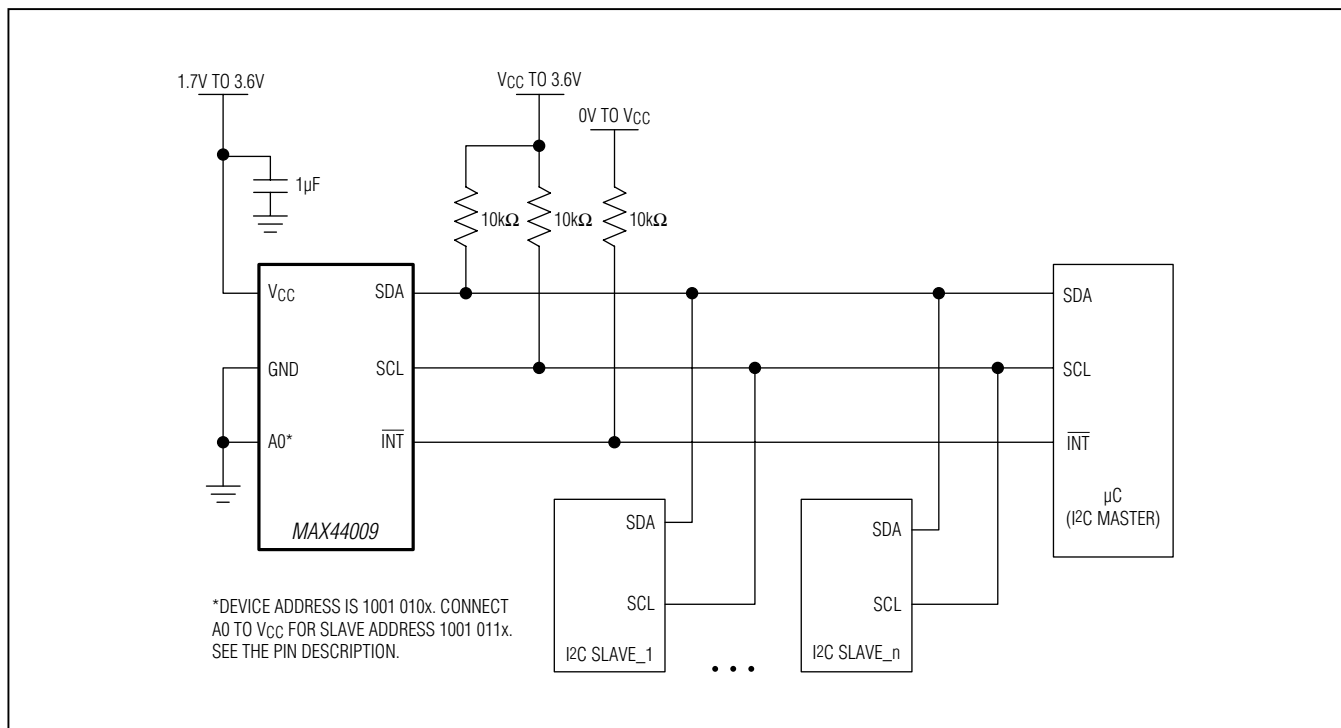 1.7V TO 3.6V
VCC TO 3.6V
0V TO VCC
1µF
10kΩ
10kΩ
10kΩ
VCC
SDA
GND
SCL
A0*
INT
MAX44009
SDA
SCL
INT
µC
(I2C MASTER)
SDA
SCL
I2C SLAVE_1
• • •
SDA
SCL
I2C SLAVE_n
*DEVICE ADDRESS IS 1001 010x. CONNECT
A0 TO VCC FOR SLAVE ADDRESS 1001 011x.
SEE THE PIN DESCRIPTION.